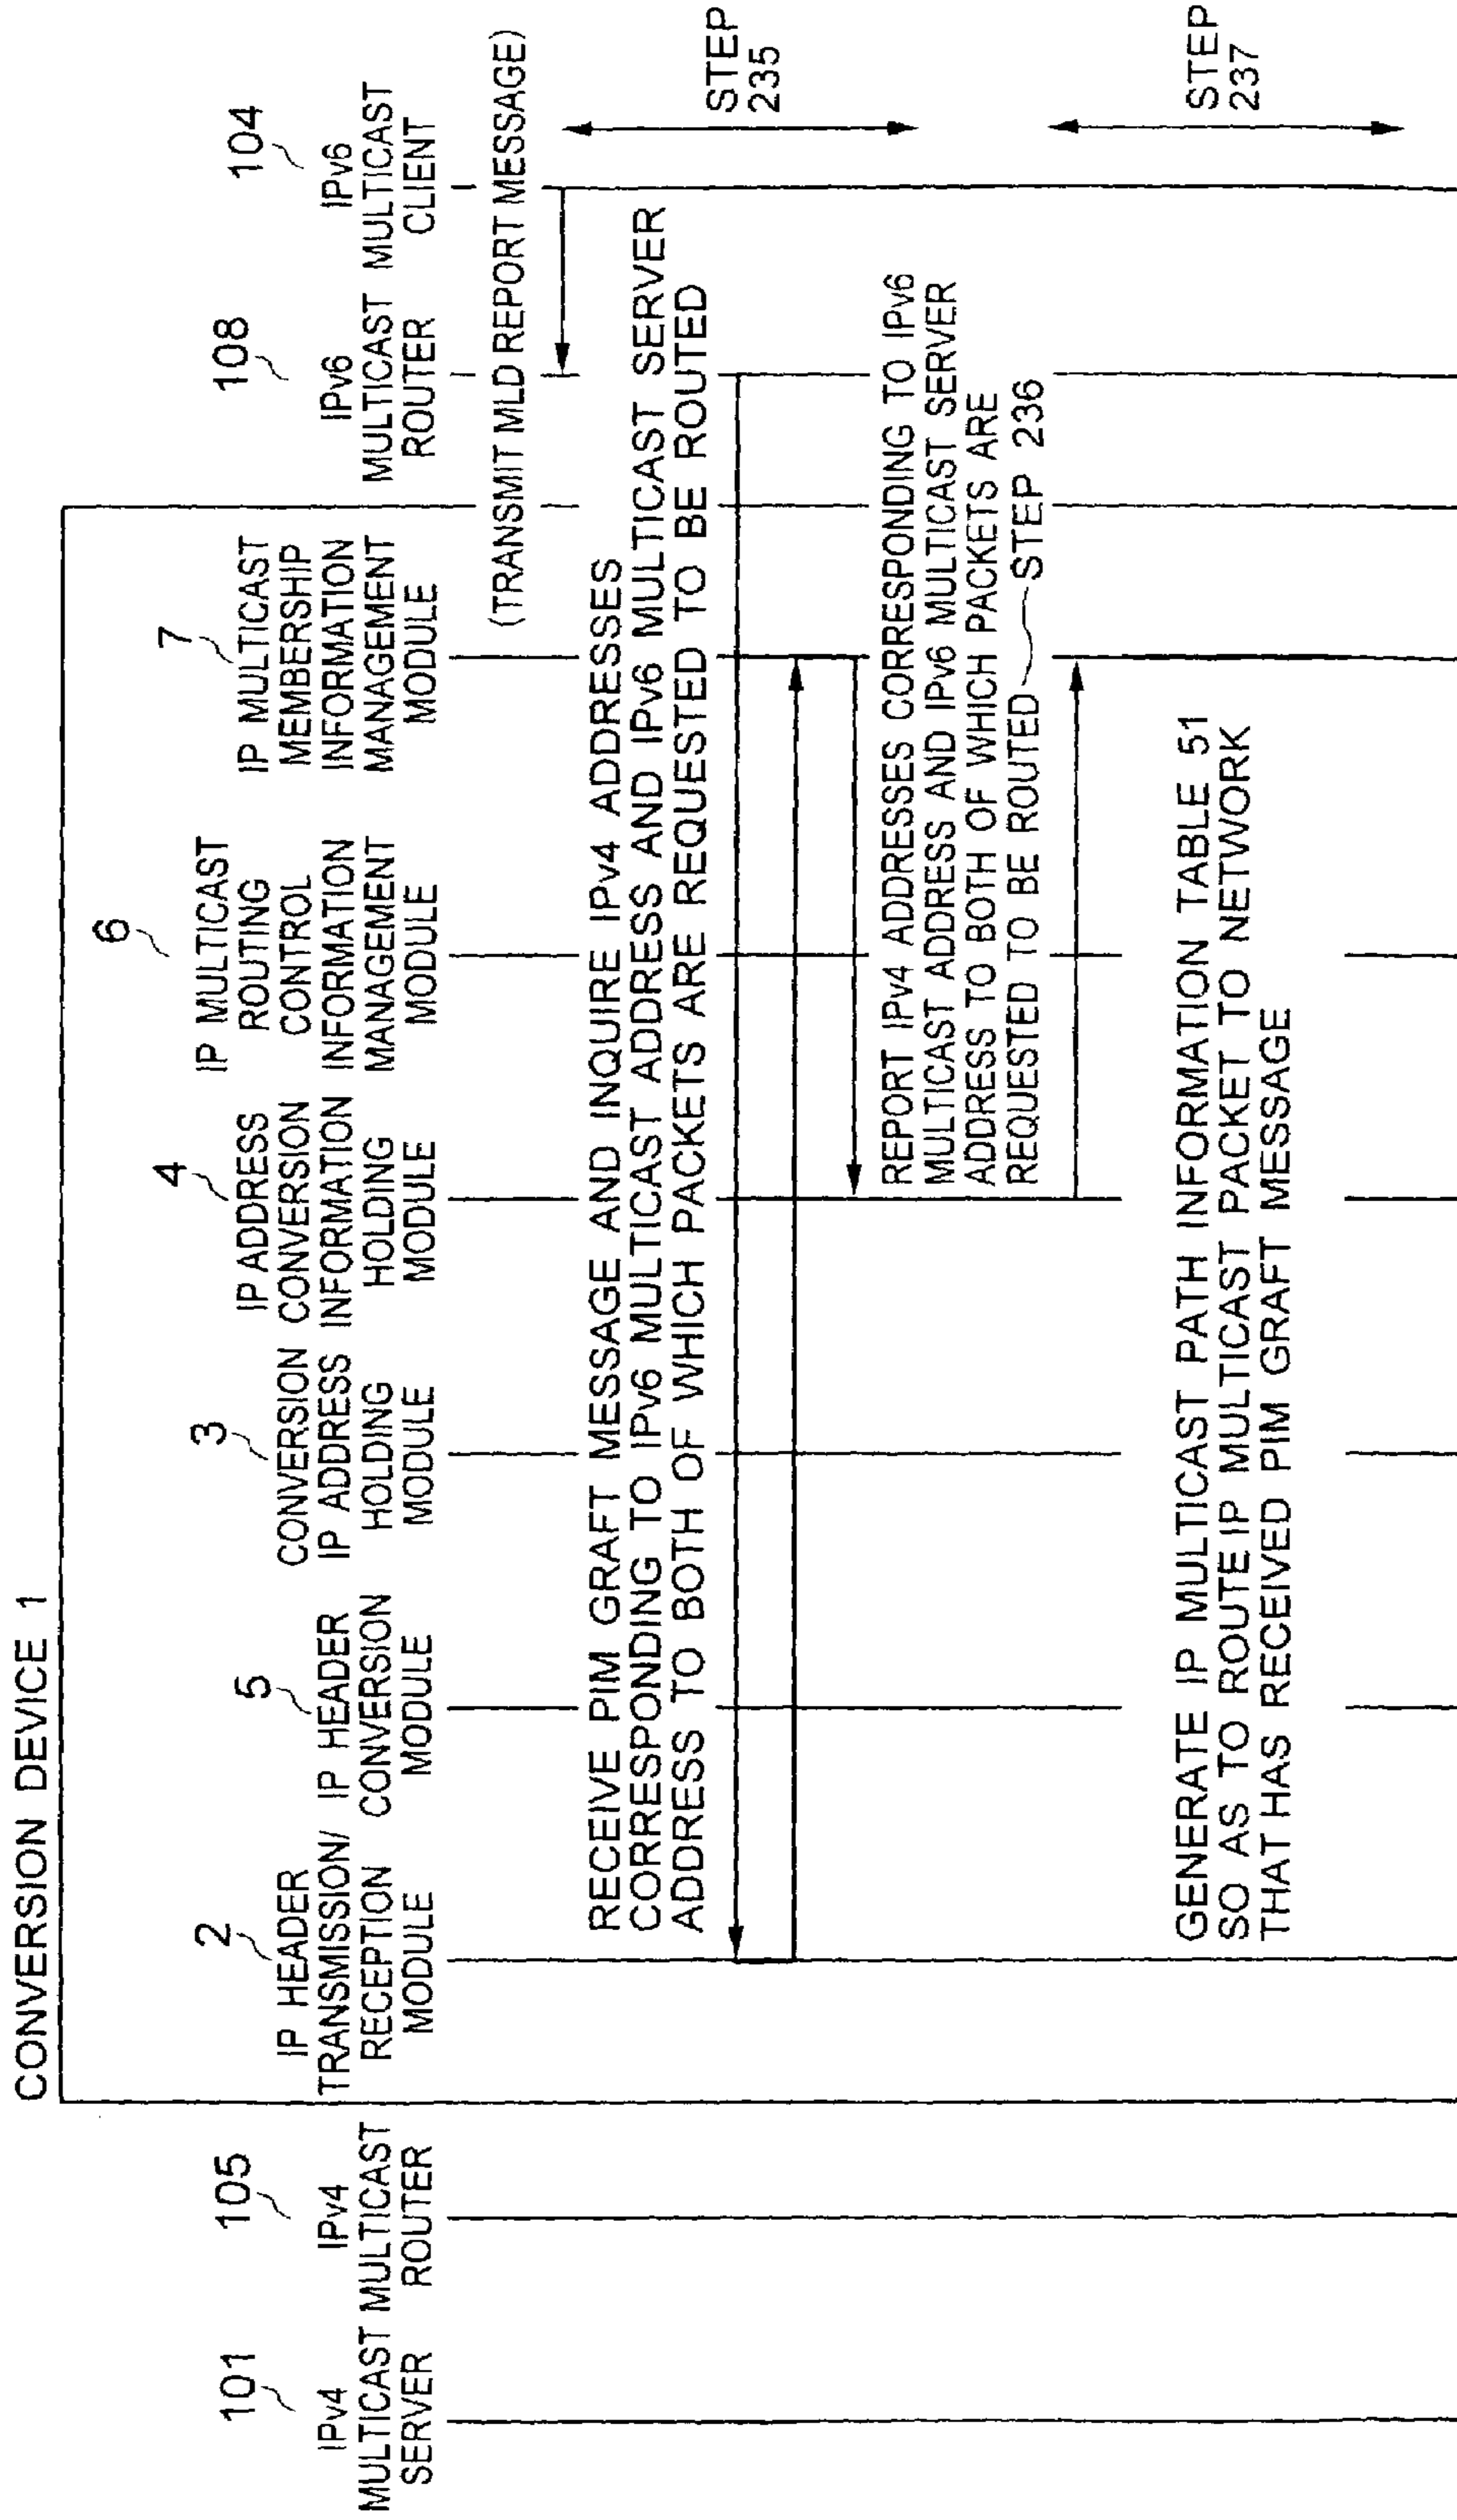 CONVERSION DEVICE 1
101
IPv4
MULTICAST
SERVER
105
IPv4
MULTICAST
ROUTER
2
IP HEADER
TRANSMISSION/
RECEPTION
MODULE
5
IP HEADER
CONVERSION
MODULE
3
CONVERSION
IP ADDRESS
HOLDING
MODULE
4
IP ADDRESS
CONVERSION
INFORMATION
HOLDING
MODULE
6
IP MULTICAST
ROUTING
CONTROL
INFORMATION
MANAGEMENT
MODULE
7
IP MULTICAST
MEMBERSHIP
INFORMATION
MANAGEMENT
MODULE
108
IPv6
MULTICAST
ROUTER
104
IPv6
MULTICAST
CLIENT
(TRANSMIT MLD REPORT MESSAGE)
RECEIVE PIM GRAFT MESSAGE AND INQUIRE IPv4 ADDRESSES
CORRESPONDING TO IPv6 MULTICAST ADDRESS AND IPv6 MULTICAST SERVER
ADDRESS TO BOTH OF WHICH PACKETS ARE REQUESTED TO BE ROUTED
STEP
235
REPORT IPv4 ADDRESSES CORRESPONDING TO IPv6
MULTICAST ADDRESS AND IPv6 MULTICAST SERVER
ADDRESS TO BOTH OF WHICH PACKETS ARE
REQUESTED TO BE ROUTED
STEP 236
GENERATE IP MULTICAST PATH INFORMATION TABLE 51
SO AS TO ROUTE IP MULTICAST PACKET TO NETWORK
THAT HAS RECEIVED PIM GRAFT MESSAGE
STEP
237